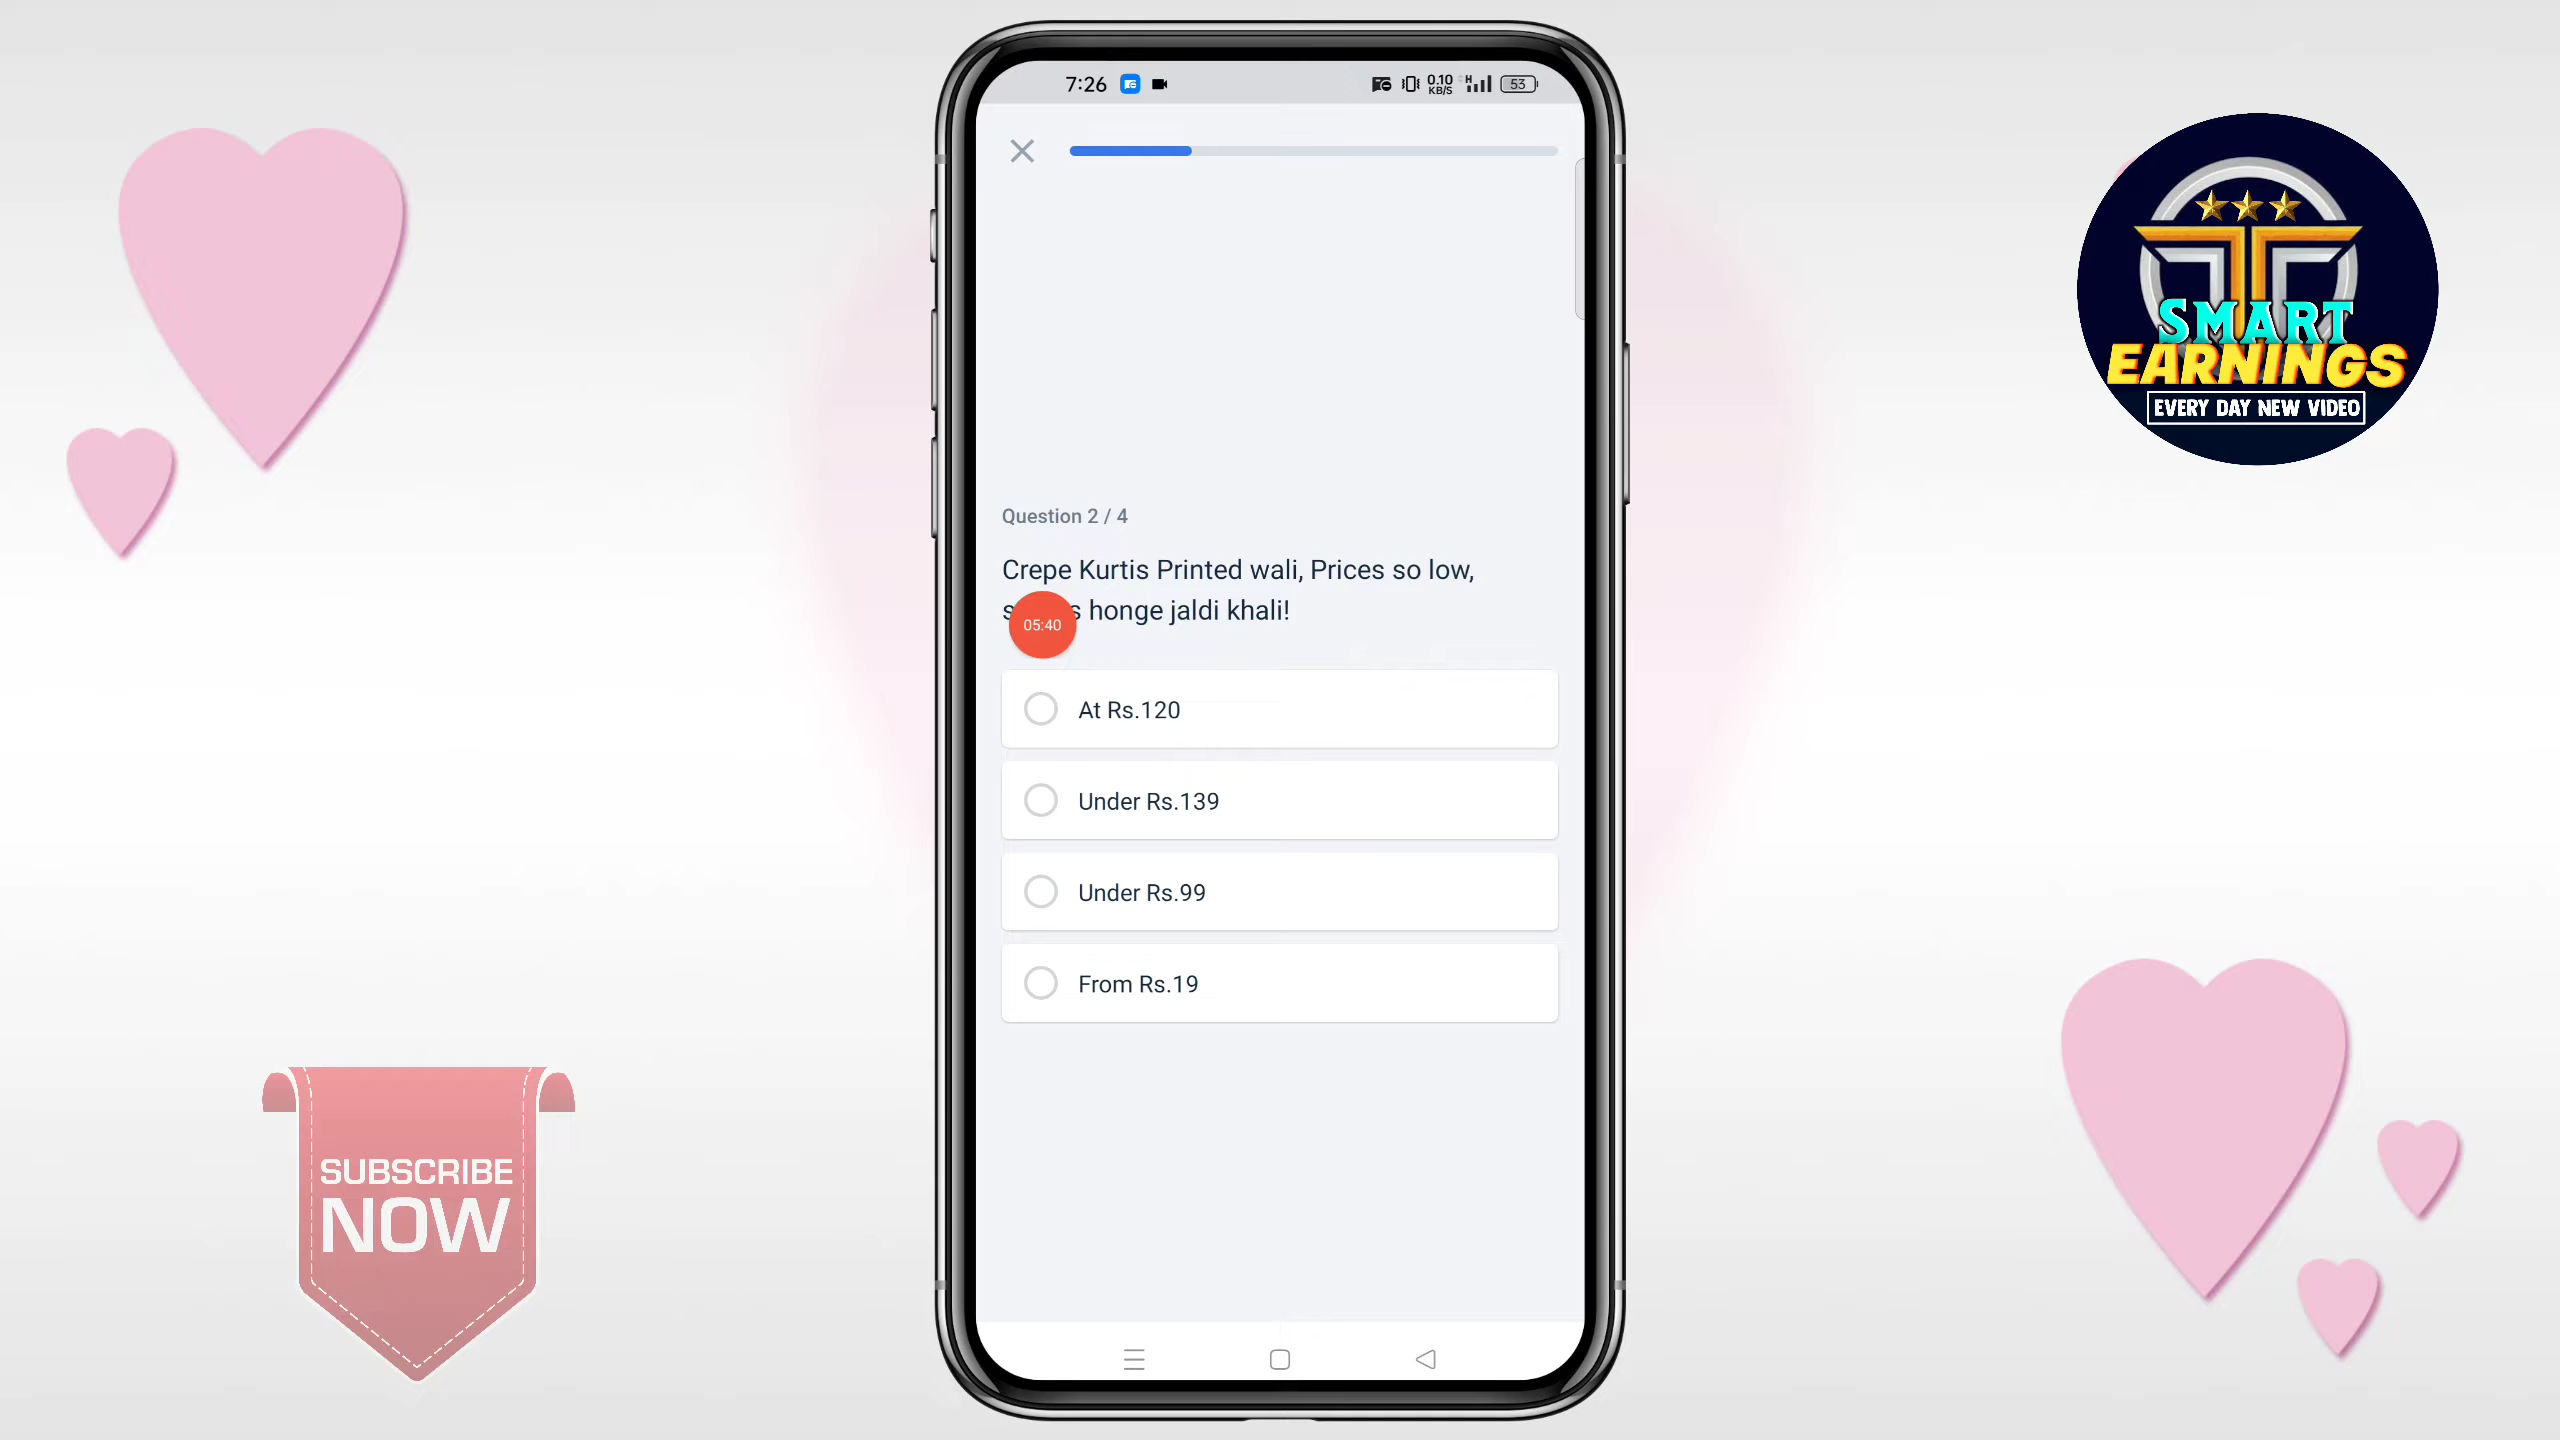 7:26
0.10
KB/S
H
53
SMART
EARNINGS
EVERY DAY NEW VIDEO
Question 2 / 4
Crepe Kurtis Printed wali, Prices so low,
honge jaldi khali!
05:40
At Rs.120
Under Rs.139
Under Rs.99
From Rs.19
SUBSCRIBE
NOW